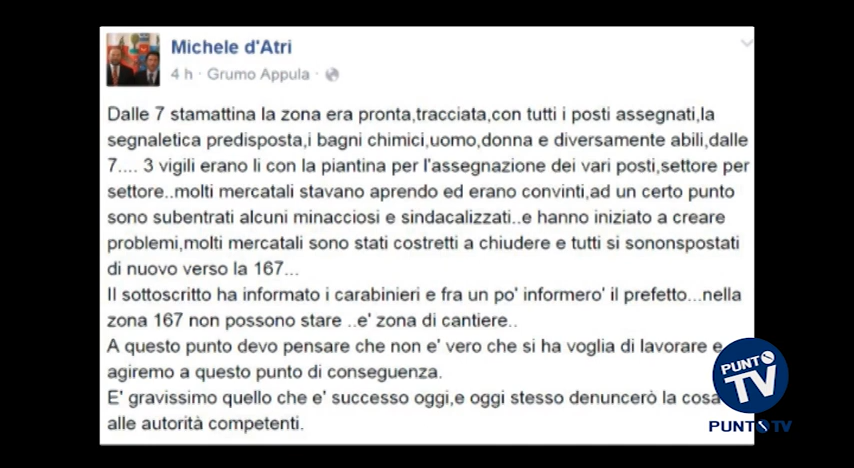 Michele d'Atri
4 h · Grumo Appula ·
Dalle 7 stamattina la zona era pronta,tracciata,con tutti i posti assegnati,la
segnaletica predisposta,i bagni chimici,uomo,donna e diversamente abili,dalle
7.... 3 vigili erano li con la piantina per l'assegnazione dei vari posti,settore per
settore..molti mercatali stavano aprendo ed erano convinti,ad un certo punto
sono subentrati alcuni minacciosi e sindacalizzati..e hanno iniziato a creare
problemi,molti mercatali sono stati costretti a chiudere e tutti si sononspostati
di nuovo verso la 167...
Il sottoscritto ha informato i carabinieri e fra un po' informero' il prefetto...nella
zona 167 non possono stare ..e' zona di cantiere..
A questo punto devo pensare che non e' vero che si ha voglia di lavorare e
agiremo a questo punto di conseguenza.
E' gravissimo quello che e' successo oggi,e oggi stesso denuncerò la cosa
alle autorità competenti.
PUNTO
TV
PUNTO TV